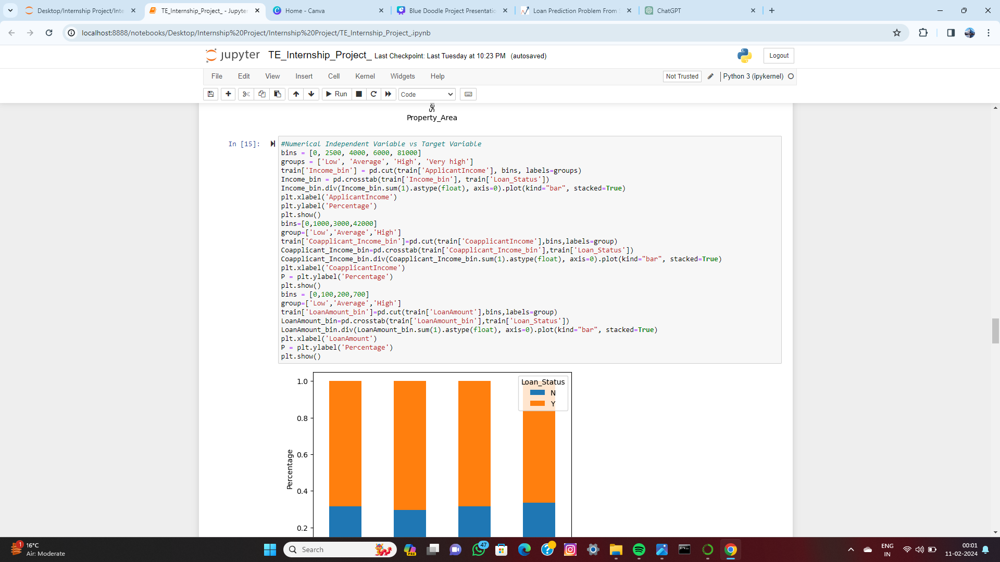 Desktop/Internship Project/Inte
TE_Internship_Project_ - Jupyter
Home - Canva
Blue Doodle Project Presentatio
Loan Prediction Problem From S
ChatGPT
localhost:8888/notebooks/Desktop/Internship%20Project/Internship%20Project/TE_Internship_Project_.ipynb
jupyter TE_Internship_Project_ Last Checkpoint: Last Tuesday at 10:23 PM (autosaved)
Logout
File Edit View Insert Cell Kernel Widgets Help
Not Trusted
Python 3 (ipykernel)
Run
Code
Se
Property_Area
In [15]:
#Numerical Independent Variable vs Target Variable
bins = [0, 2500, 4000, 6000, 81000]
groups = ['Low', 'Average', 'High', 'Very high']
train['Income_bin'] = pd.cut(train['ApplicantIncome'], bins, labels=groups)
Income_bin = pd.crosstab(train['Income_bin'], train['Loan_Status'])
Income_bin.div(Income_bin.sum(1).astype(float), axis=0).plot(kind="bar", stacked=True)
plt.xlabel('ApplicantIncome')
plt.ylabel('Percentage')
plt.show()
bins=[0,1000,3000,42000]
group=['Low','Average','High']
train['Coapplicant_Income_bin']=pd.cut(train['CoapplicantIncome'],bins,labels=group)
Coapplicant_Income_bin=pd.crosstab(train['Coapplicant_Income_bin'],train['Loan_Status'])
Coapplicant_Income_bin.div(Coapplicant_Income_bin.sum(1).astype(float), axis=0).plot(kind="bar", stacked=True)
plt.xlabel('CoapplicantIncome')
P = plt.ylabel('Percentage')
plt.show()
bins = [0,100,200,700]
group=['Low','Average','High']
train['LoanAmount_bin']=pd.cut(train['LoanAmount'],bins,labels=group)
LoanAmount_bin=pd.crosstab(train['LoanAmount_bin'],train['Loan_Status'])
LoanAmount_bin.div(LoanAmount_bin.sum(1).astype(float), axis=0).plot(kind="bar", stacked=True)
plt.xlabel('LoanAmount')
P = plt.ylabel('Percentage')
plt.show()
Loan_Status
N
Y
1.0
0.8
0.6
0.4
0.2
Percentage
1
16°C
Air: Moderate
Search
PRE
47
ENG
IN
00:01
11-02-2024